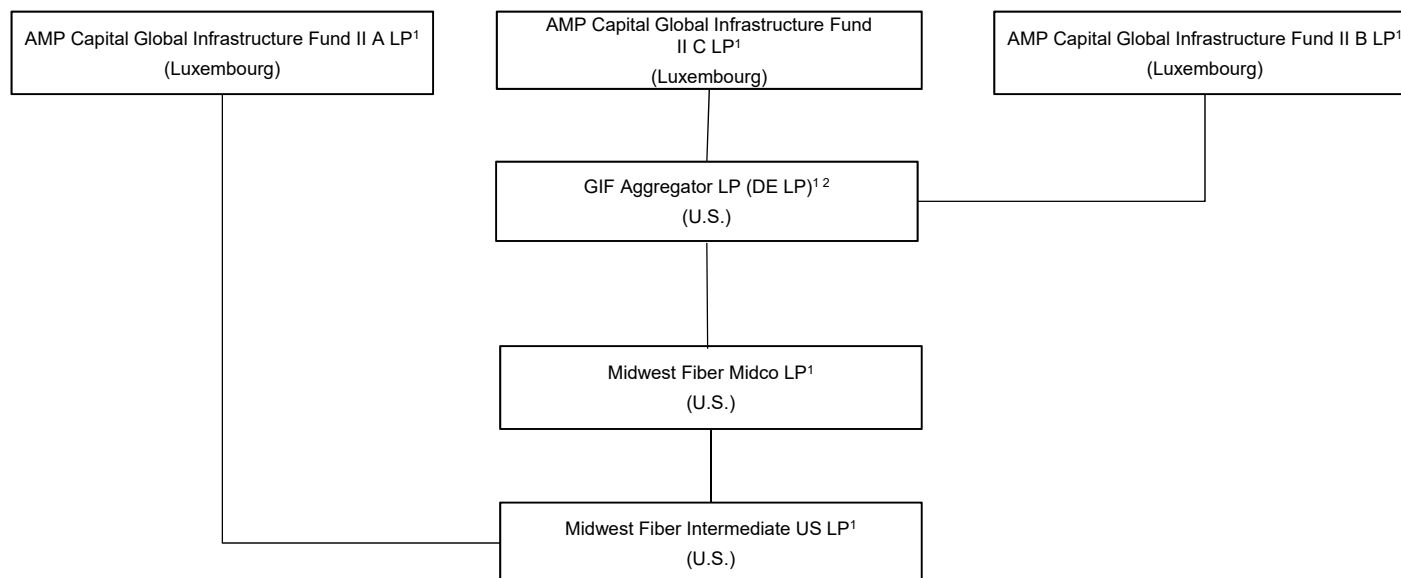 AMP Capital Global Infrastructure Fund II A LP¹
(Luxembourg)
AMP Capital Global Infrastructure Fund
II C LP¹
(Luxembourg)
AMP Capital Global Infrastructure Fund II B LP¹
(Luxembourg)
GIF Aggregator LP (DE LP)¹ ²
(U.S.)
Midwest Fiber Midco LP¹
(U.S.)
Midwest Fiber Intermediate US LP¹
(U.S.)